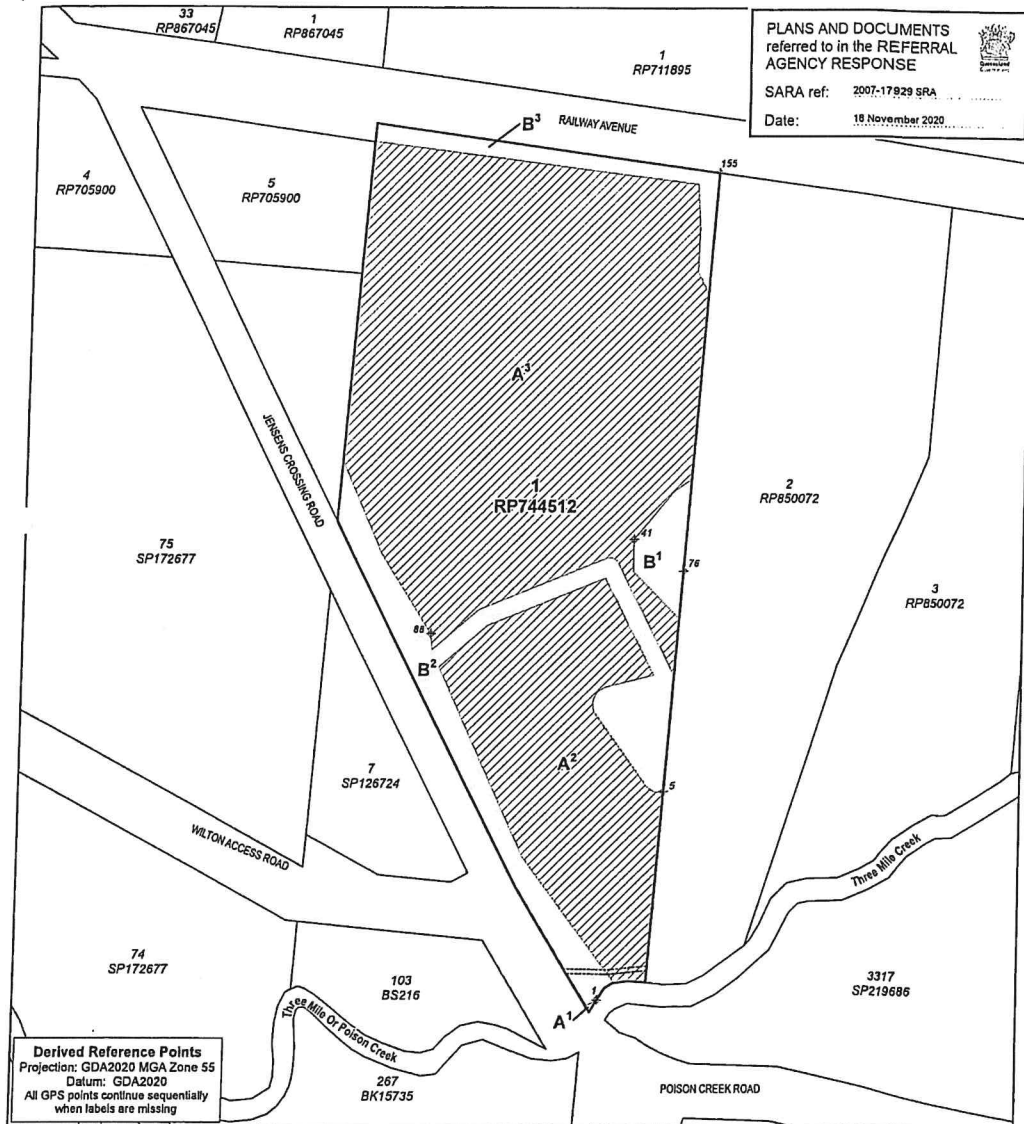 33
RP867045
1
RP867045
1
RP711895
PLANS AND DOCUMENTS
referred to in the REFERRAL
AGENCY RESPONSE
Queensland
Government
SARA ref: 2007-17929 SRA
Date: 18 November 2020
B3
RAILWAY AVENUE
155
4
RP705900
5
RP705900
A3
JENSENS CROSSING ROAD
1
RP744512
2
RP850072
41
B1
76
75
SP172677
3
RP850072
88
B2
A2
7
SP126724
5
WILTON ACCESS ROAD
Three Mile Creek
74
SP172677
103
BS216
3317
SP219686
1
A1
Three Mile Or Poison Creek
267
BK15735
POISON CREEK ROAD
Derived Reference Points
Projection: GDA2020 MGA Zone 55
Datum: GDA2020
All GPS points continue sequentially
when labels are missing